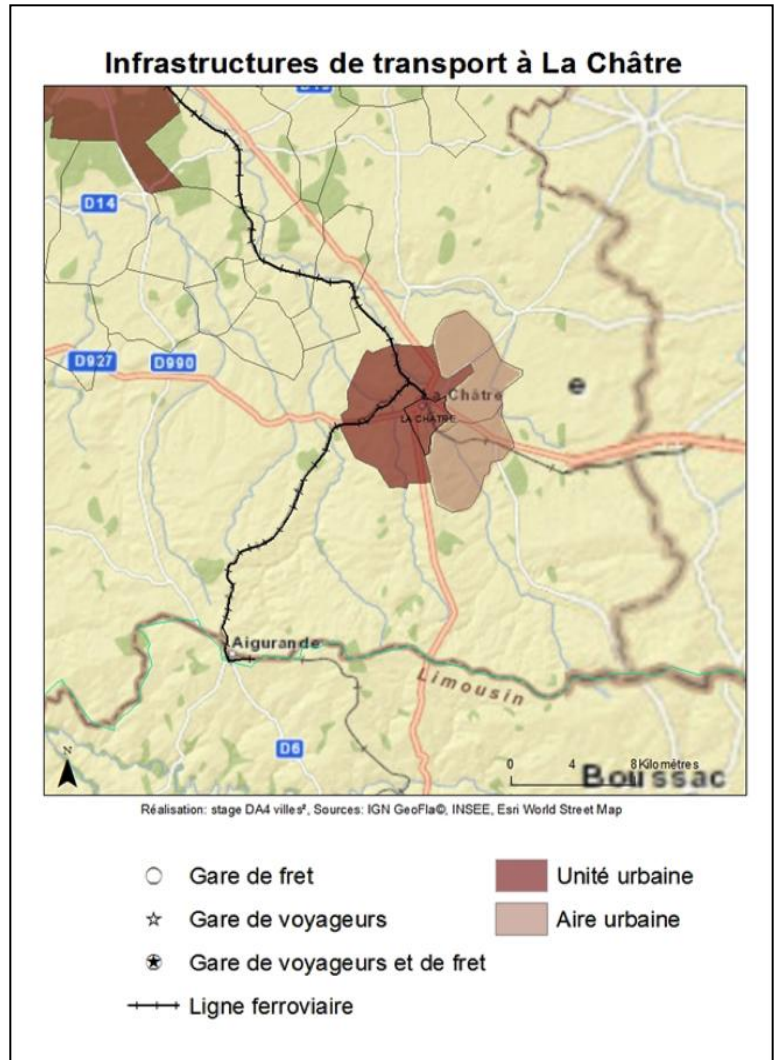 Infrastructures de transport à La Châtre
D14
D927
D990
e
La Châtre
LA CHATRE
Aigurande
Limousin
D6
N
0 4 8 Kilomètres
Boussac
Réalisation: stage DA4 villes², Sources: IGN GeoFla©, INSEE, Esri World Street Map
Gare de fret
Unité urbaine
Gare de voyageurs
Aire urbaine
Gare de voyageurs et de fret
Ligne ferroviaire